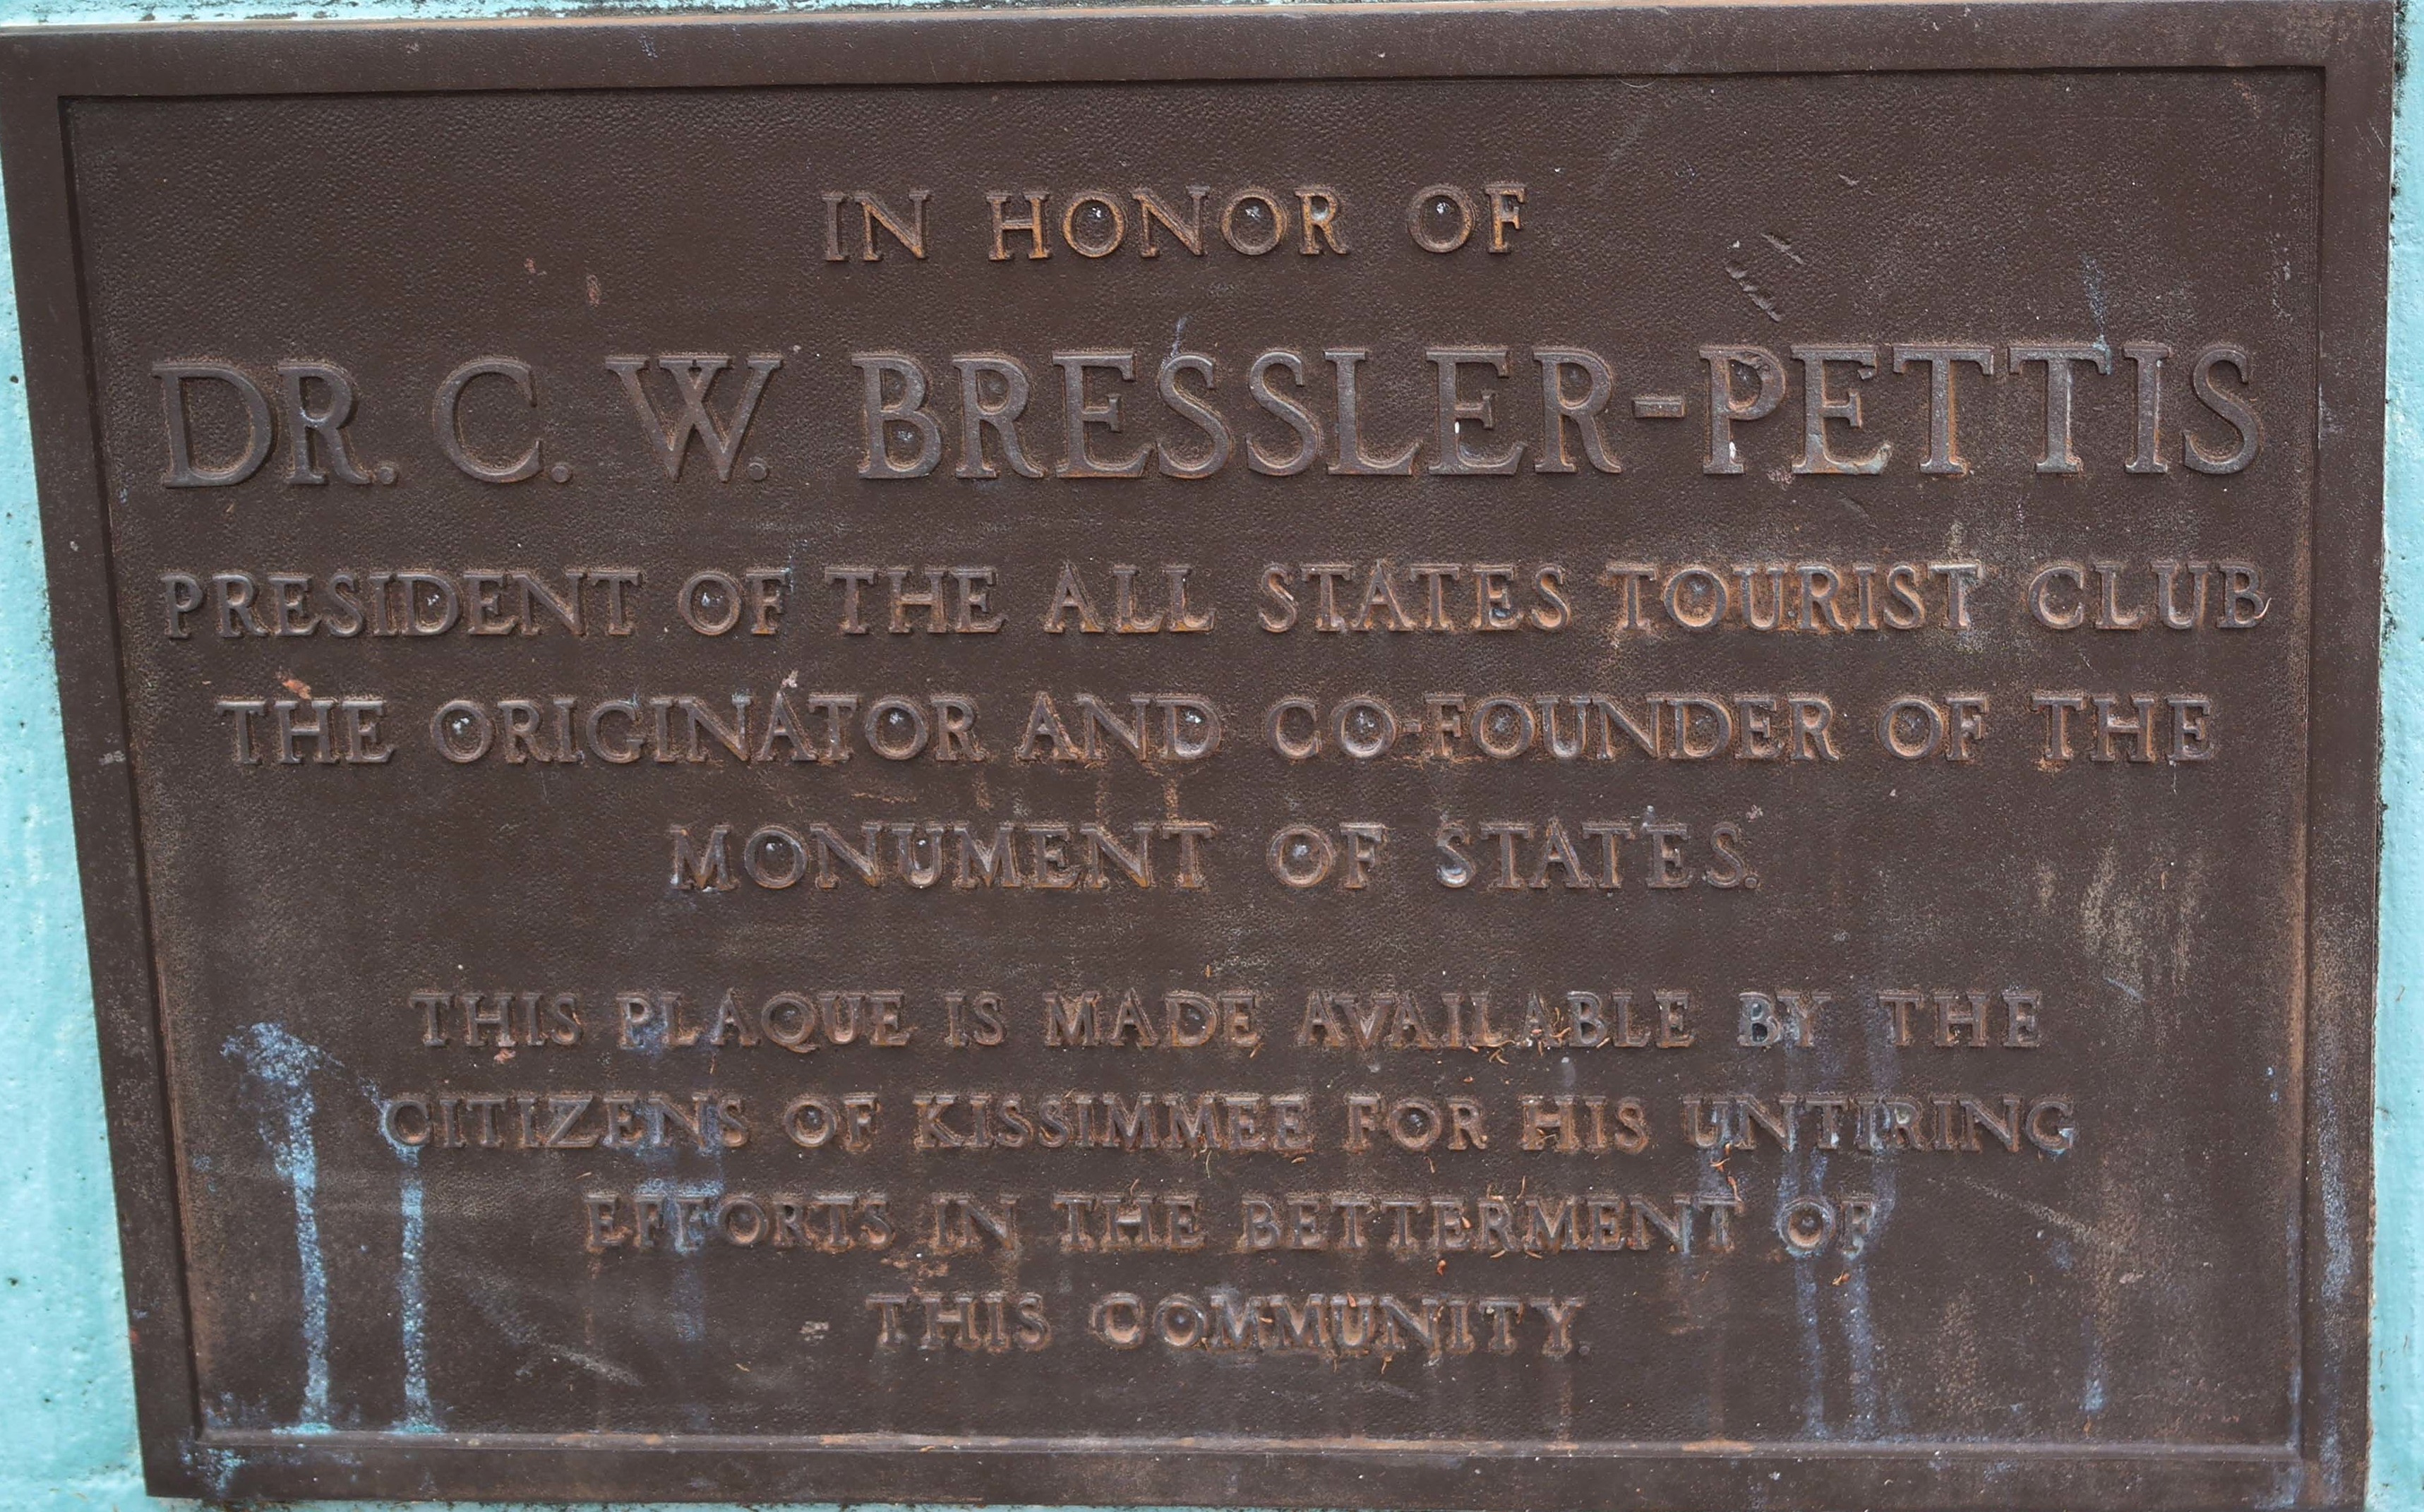 IN HONOR OF
DR. C. W. BRESSLER-PETTIS
PRESIDENT OF THE ALL STATES TOURIST CLUB
THE ORIGINATOR AND CO-FOUNDER OF THE
MONUMENT OF STATES.
THIS PLAQUE IS MADE AVAILABLE BY THE
CITIZENS OF KISSIMMEE FOR HIS UNTIRING
EFFORTS IN THE BETTERMENT OF
THIS COMMUNITY.